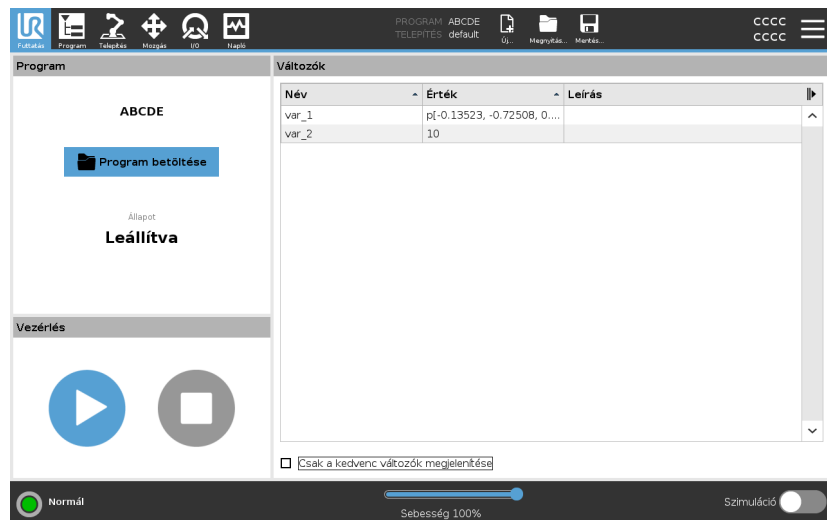 UR
Futtatás
Program
Telepítés
Mozgás
I/O
Napló
PROGRAM ABCDE
TELEPÍTÉS default
Új...
Megnyitás...
Mentés...
CCCC
CCCC
Program
ABCDE
Program betöltése
Állapot
Leállítva
Vezérlés
Változók
Név Érték Leírás
var_1 p[-0.13523, -0.72508, 0....
var_2 10
Csak a kedvenc változók megjelenítése
Normál
Sebesség 100%
Szimuláció